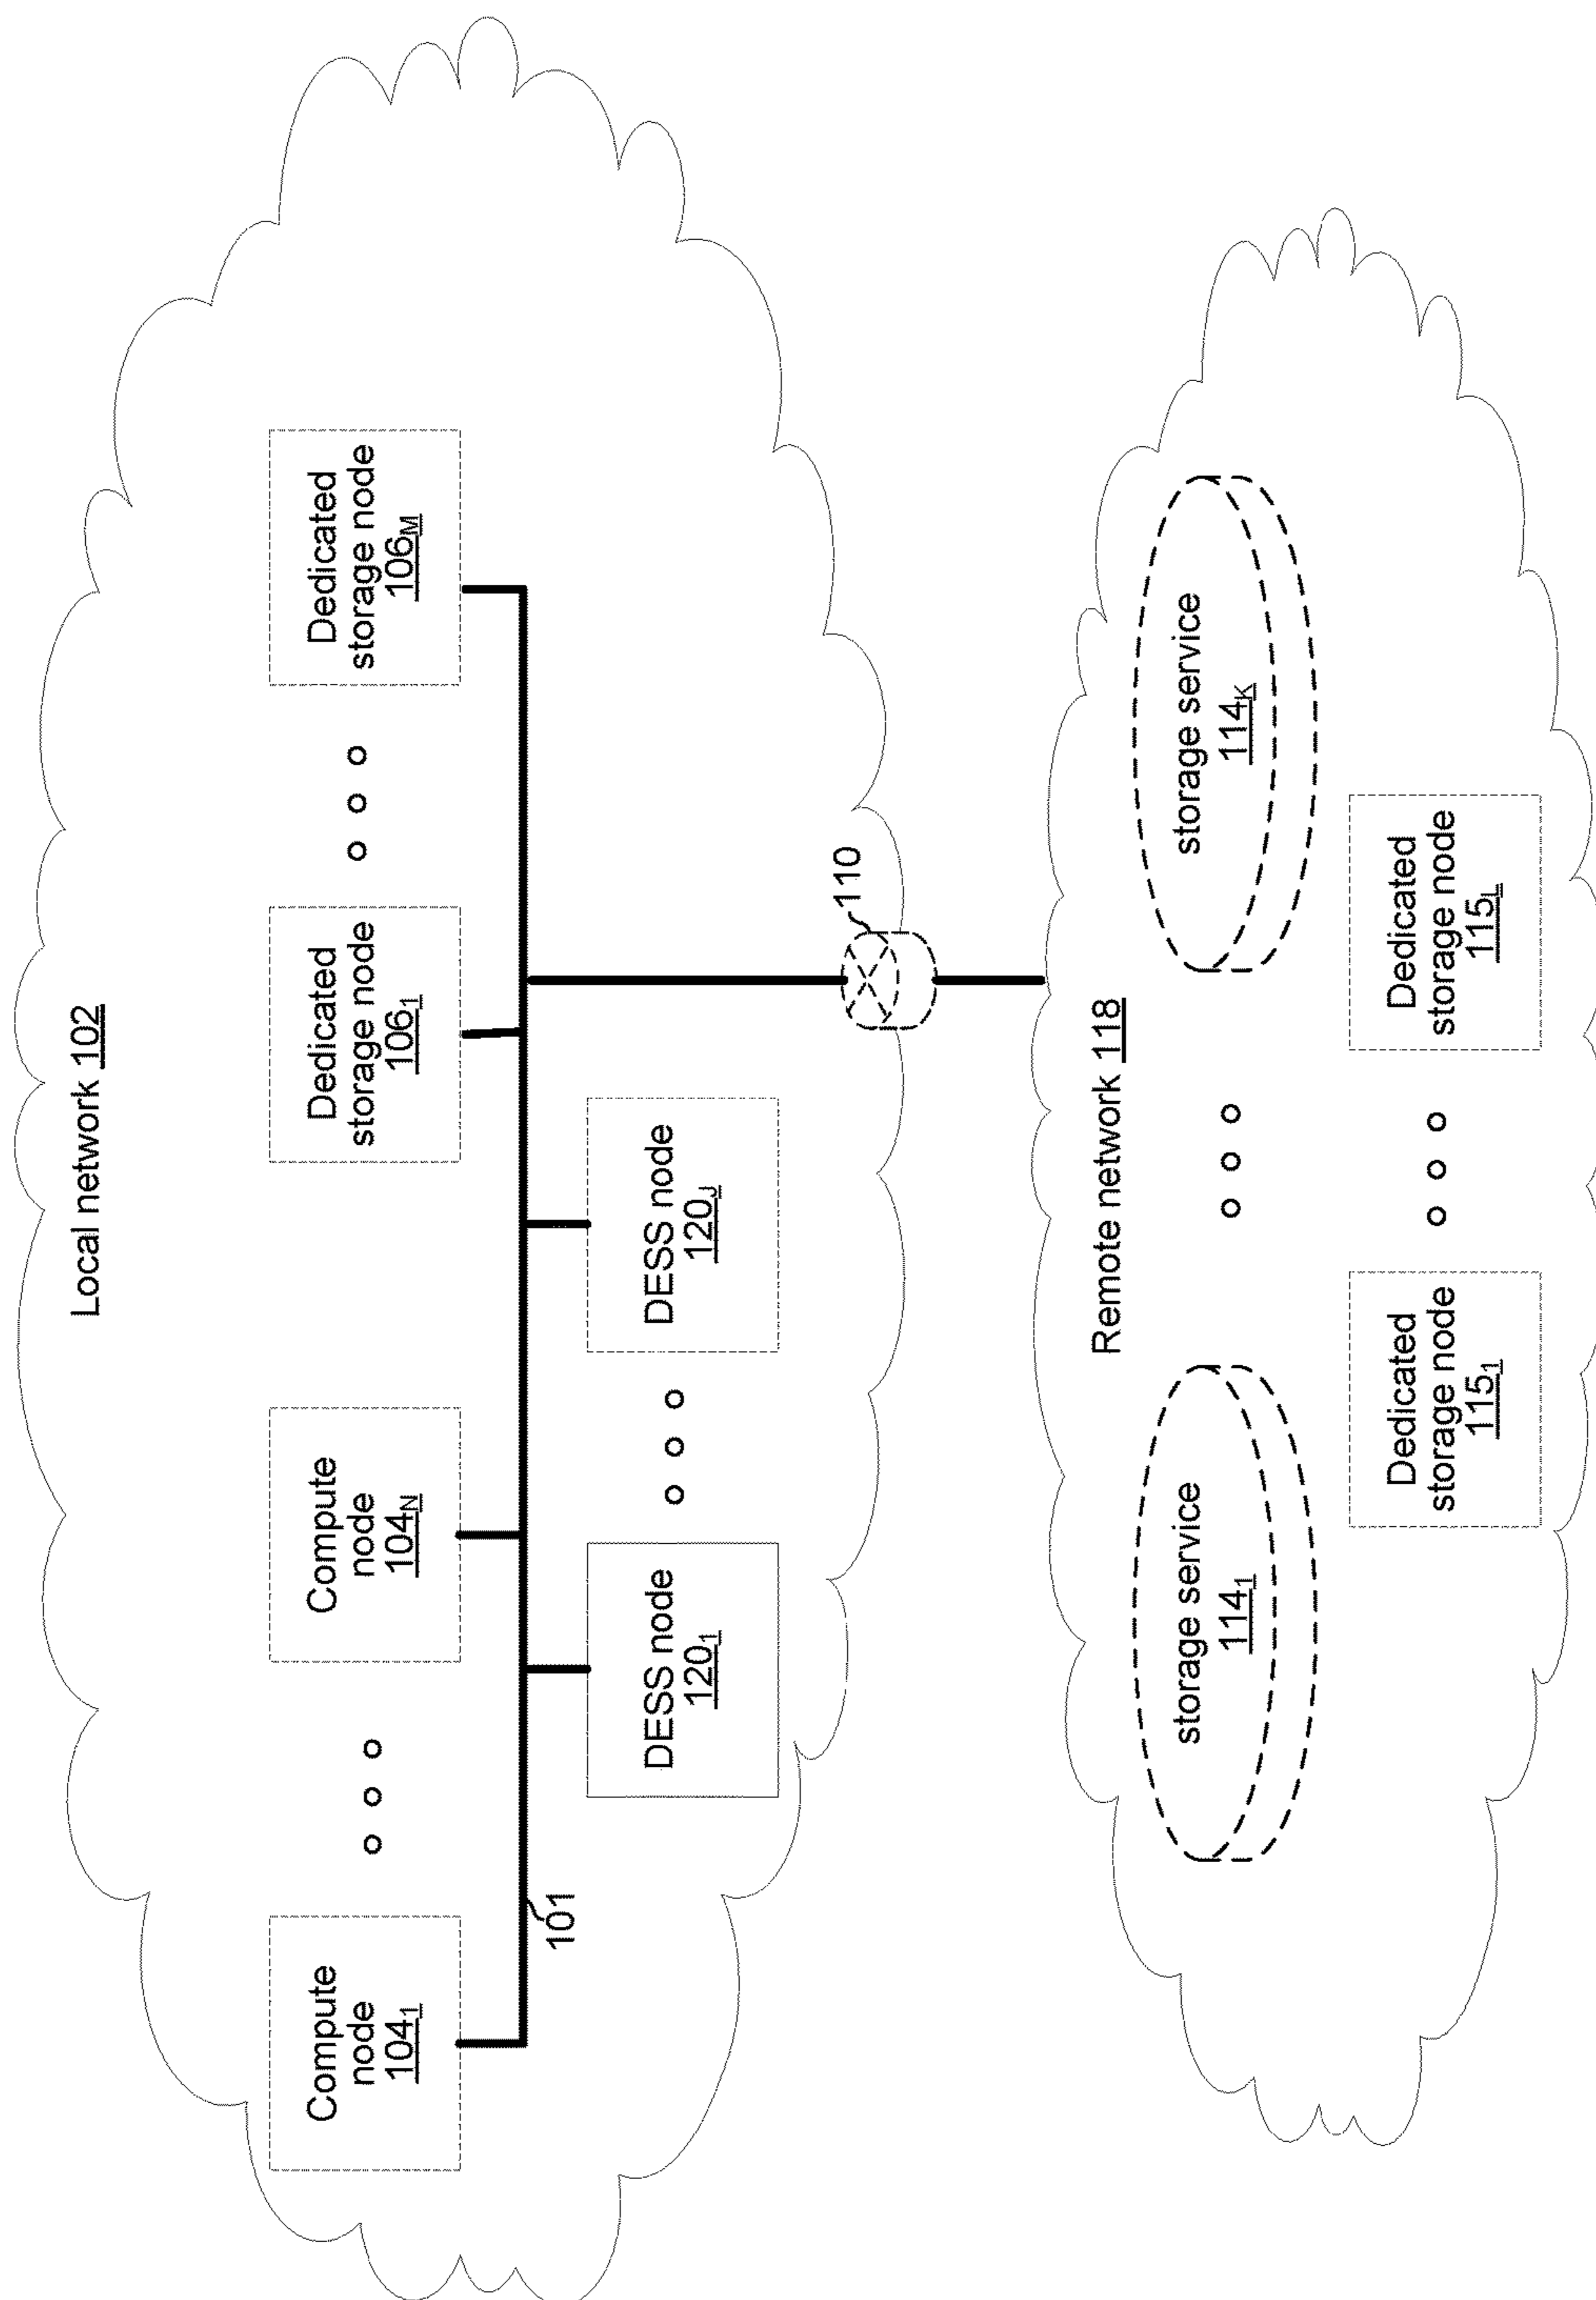 Local network 102
Compute
node
104₁
Compute
node
104N
Dedicated
storage node
106₁
Dedicated
storage node
106M
101
DESS node
120₁
DESS node
120J
110
Remote network 118
storage service
114₁
storage service
114K
Dedicated
storage node
115₁
Dedicated
storage node
115L